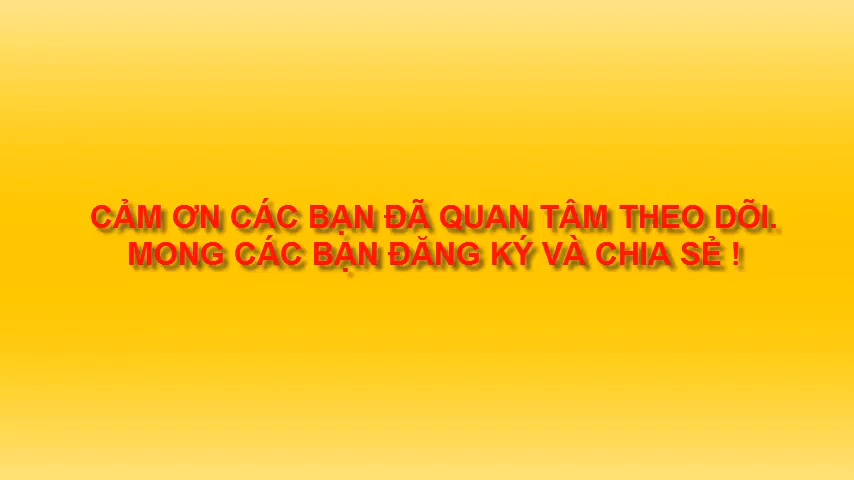 CẢM ƠN CÁC BẠN ĐÃ QUAN TÂM THEO DÕI.
MONG CÁC BẠN ĐĂNG KÝ VÀ CHIA SẺ !